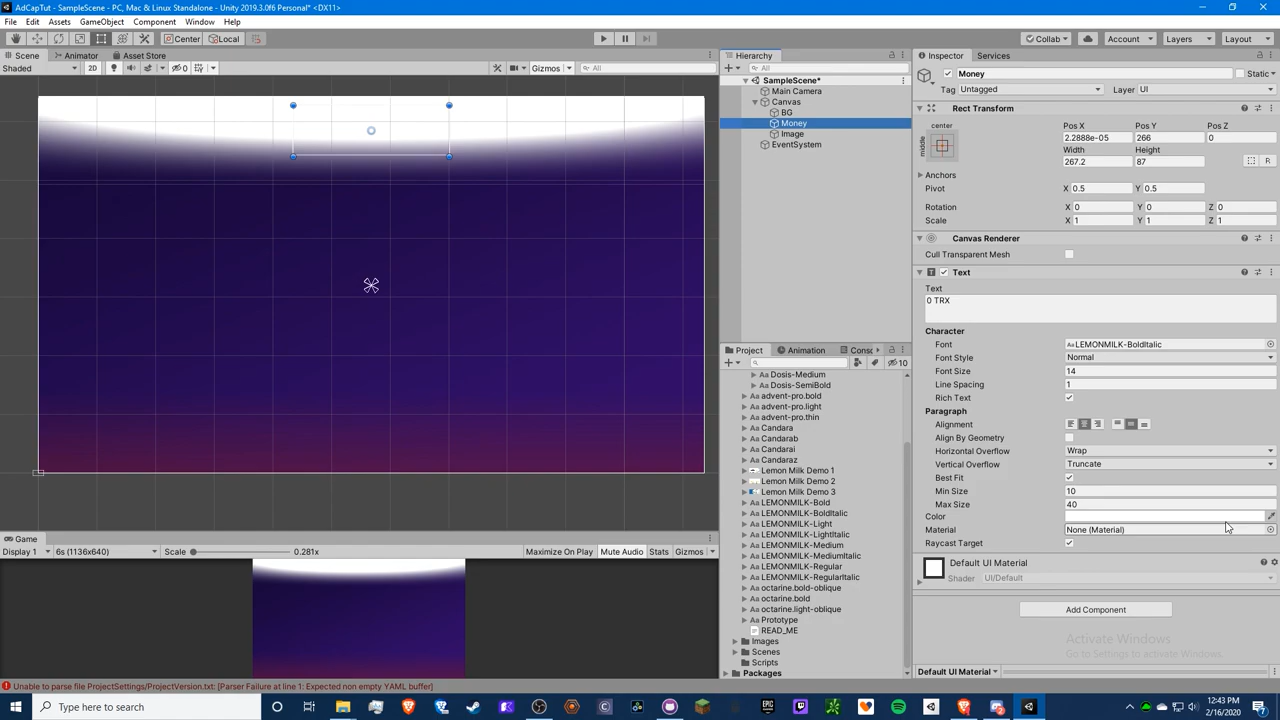 AdCapTut - SampleScene - PC, Mac & Linux Standalone - Unity 2019.3.0f6 Personal* <DX11>
File Edit Assets GameObject Component Window Help
Center Local Collab Account Layers Layout
Scene Animator Asset Store
Shaded 2D 0 Gizmos All
Hierarchy
All
SampleScene*
Main Camera
Canvas
BG
Money
Image
EventSystem
Inspector Services
Money Static
Tag Untagged Layer UI
Rect Transform
center
middle
Pos X Pos Y Pos Z
2.2888e-05 266 0
Width Height
267.2 87
R
Anchors
Pivot X 0.5 Y 0.5
Rotation X 0 Y 0 Z 0
Scale X 1 Y 1 Z 1
Canvas Renderer
Cull Transparent Mesh
Text
Text
0 TRX
Character
Font LEMONMILK-BoldItalic
Font Style Normal
Font Size 14
Line Spacing 1
Rich Text
Paragraph
Alignment
Align By Geometry
Horizontal Overflow Wrap
Vertical Overflow Truncate
Best Fit
Min Size 10
Max Size 40
Color
Material None (Material)
Raycast Target
Default UI Material
Shader UI/Default
Add Component
Activate Windows
Go to Settings to activate Windows.
Default UI Material
Project Animation Consc
10
Dosis-Medium
Dosis-SemiBold
advent-pro.bold
advent-pro.light
advent-pro.thin
Candara
Candarab
Candarai
Candaraz
Lemon Milk Demo 1
Lemon Milk Demo 2
Lemon Milk Demo 3
LEMONMILK-Bold
LEMONMILK-BoldItalic
LEMONMILK-Light
LEMONMILK-LightItalic
LEMONMILK-Medium
LEMONMILK-MediumItalic
LEMONMILK-Regular
LEMONMILK-RegularItalic
octarine.bold-oblique
octarine.bold
octarine.light-oblique
Prototype
READ_ME
Images
Scenes
Scripts
Packages
Game
Display 1 6s (1136x640) Scale 0.281x Maximize On Play Mute Audio Stats Gizmos
Unable to parse file ProjectSettings/ProjectVersion.txt: [Parser Failure at line 1: Expected non empty YAML buffer]
Type here to search
12:43 PM
2/16/2020